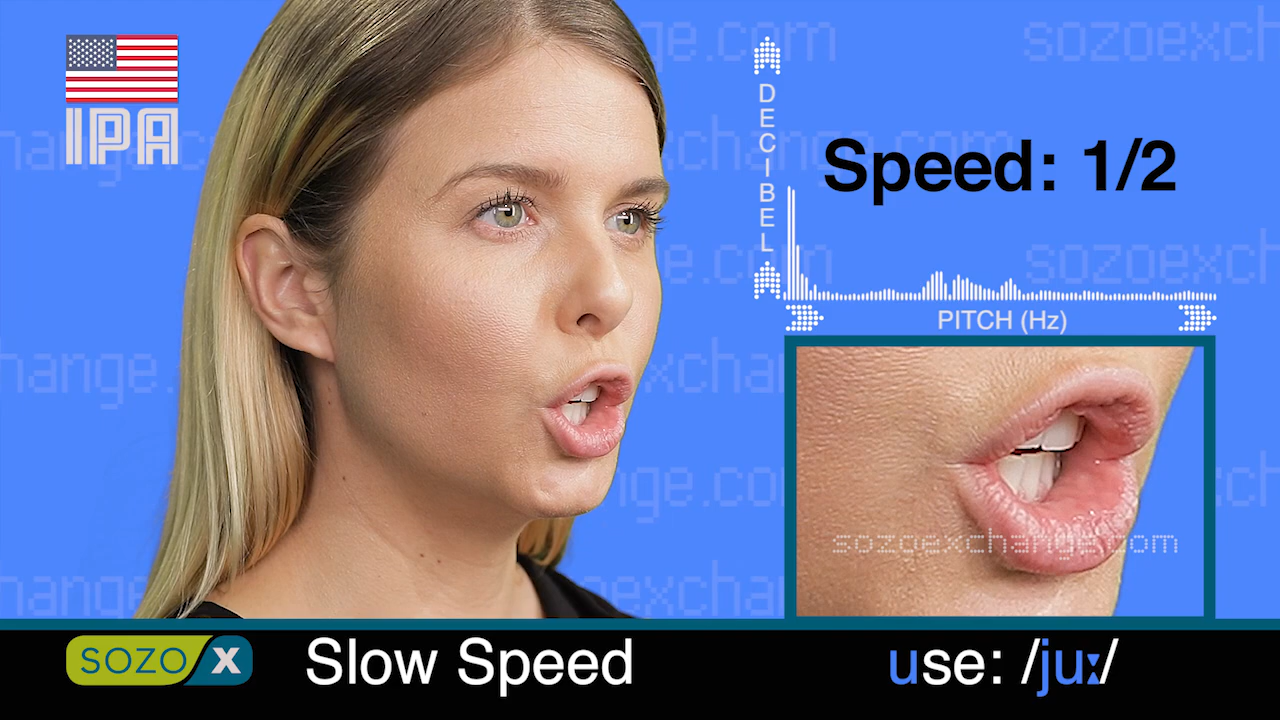 IPA
DECIBEL
Speed: 1/2
PITCH (Hz)
sozoexchange.com
SOZO X
Slow Speed
use: /juː/